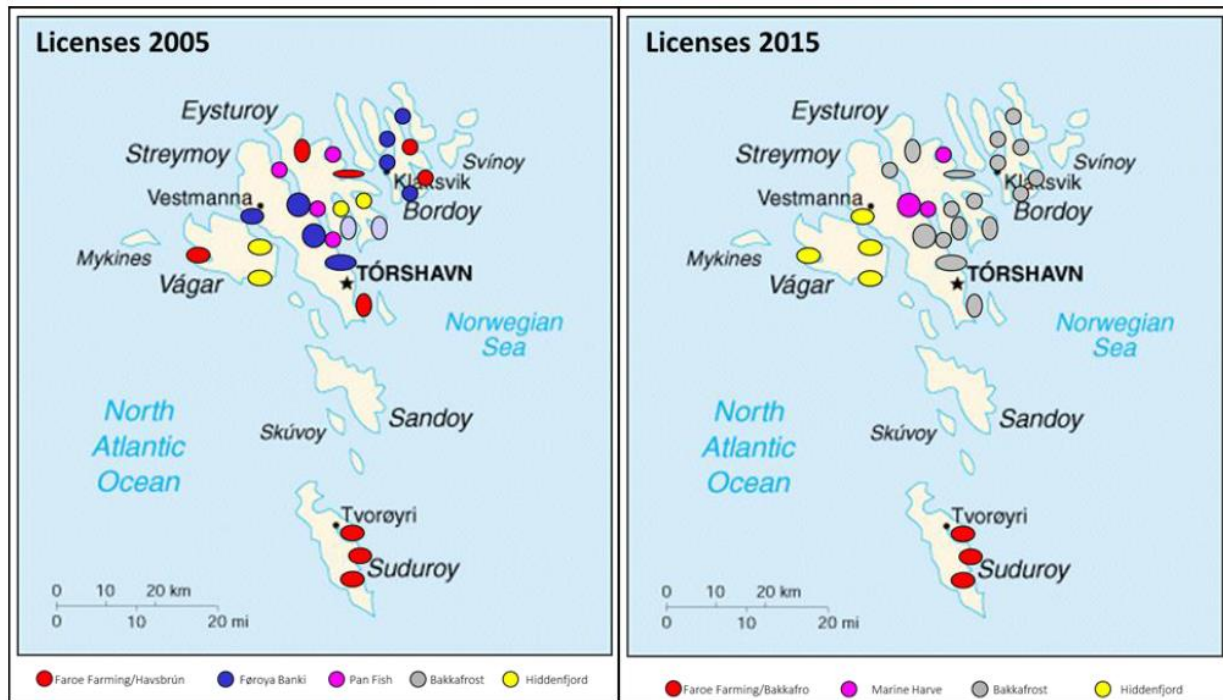 Licenses 2005
Eysturoy
Streymoy
Svínoy
Klaksvik
Vestmanna
Bordoy
Mykines
Vágar
TÓRSHAVN
Norwegian
Sea
North
Atlantic
Ocean
Sandoy
Skúvoy
Tvorøyri
Suduroy
0 10 20 km
0 10 20 mi
Faroe Farming/Havsbrún Føroya Banki Pan Fish Bakkafrost Hiddenfjord
Licenses 2015
Eysturoy
Streymoy
Svínoy
Klaksvik
Vestmanna
Bordoy
Mykines
Vágar
TÓRSHAVN
Norwegian
Sea
North
Atlantic
Ocean
Sandoy
Skúvoy
Tvorøyri
Suduroy
0 10 20 km
0 10 20 mi
Faroe Farming/Bakkafro Marine Harve Bakkafrost Hiddenfjord